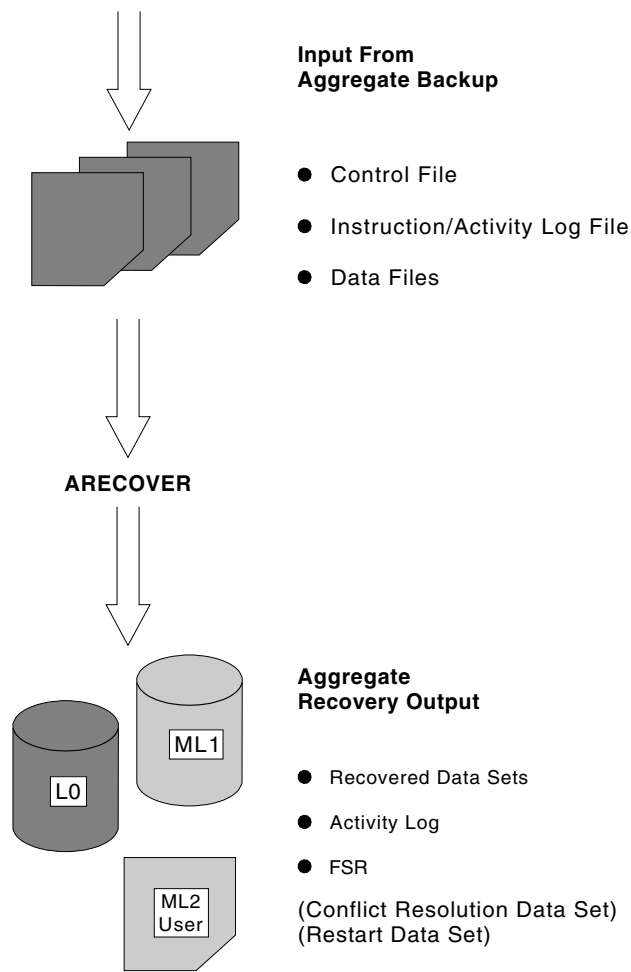 Input From
Aggregate Backup
● Control File
● Instruction/Activity Log File
● Data Files
ARECOVER
Aggregate
Recovery Output
ML1
L0
● Recovered Data Sets
● Activity Log
● FSR
ML2
User
(Conflict Resolution Data Set)
(Restart Data Set)